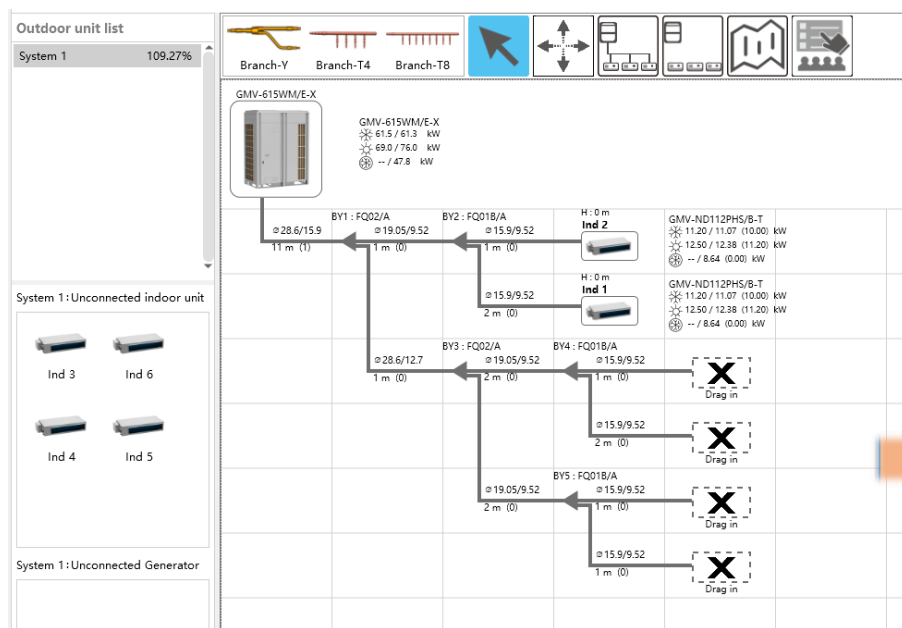 Outdoor unit list
System 1 109.27%
Branch-Y Branch-T4 Branch-T8
GMV-615WM/E-X
GMV-615WM/E-X
61.5 / 61.3 kW
69.0 / 76.0 kW
-- / 47.8 kW
BY1 : FQ02/A
BY2 : FQ01B/A
H : 0 m
Ind 2
GMV-ND112PHS/B-T
11.20 / 11.07 (10.00) kW
12.50 / 12.38 (11.20) kW
-- / 8.64 (0.00) kW
⌀ 28.6/15.9
11 m (1)
⌀ 19.05/9.52
1 m (0)
⌀ 15.9/9.52
1 m (0)
H : 0 m
Ind 1
GMV-ND112PHS/B-T
11.20 / 11.07 (10.00) kW
12.50 / 12.38 (11.20) kW
-- / 8.64 (0.00) kW
⌀ 15.9/9.52
2 m (0)
System 1:Unconnected indoor unit
Ind 3 Ind 6
Ind 4 Ind 5
BY3 : FQ02/A
BY4 : FQ01B/A
⌀ 28.6/12.7
1 m (0)
⌀ 19.05/9.52
2 m (0)
⌀ 15.9/9.52
1 m (0)
Drag in
⌀ 15.9/9.52
2 m (0)
Drag in
BY5 : FQ01B/A
⌀ 19.05/9.52
2 m (0)
⌀ 15.9/9.52
1 m (0)
Drag in
⌀ 15.9/9.52
1 m (0)
Drag in
System 1:Unconnected Generator